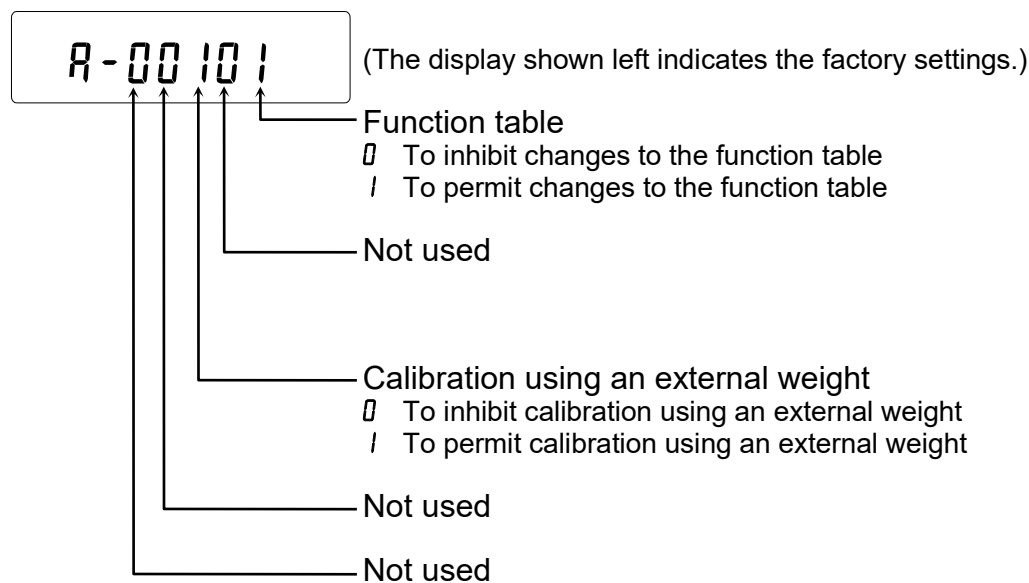 A-00101
(The display shown left indicates the factory settings.)
Function table
0 To inhibit changes to the function table
1 To permit changes to the function table
Not used
Calibration using an external weight
0 To inhibit calibration using an external weight
1 To permit calibration using an external weight
Not used
Not used